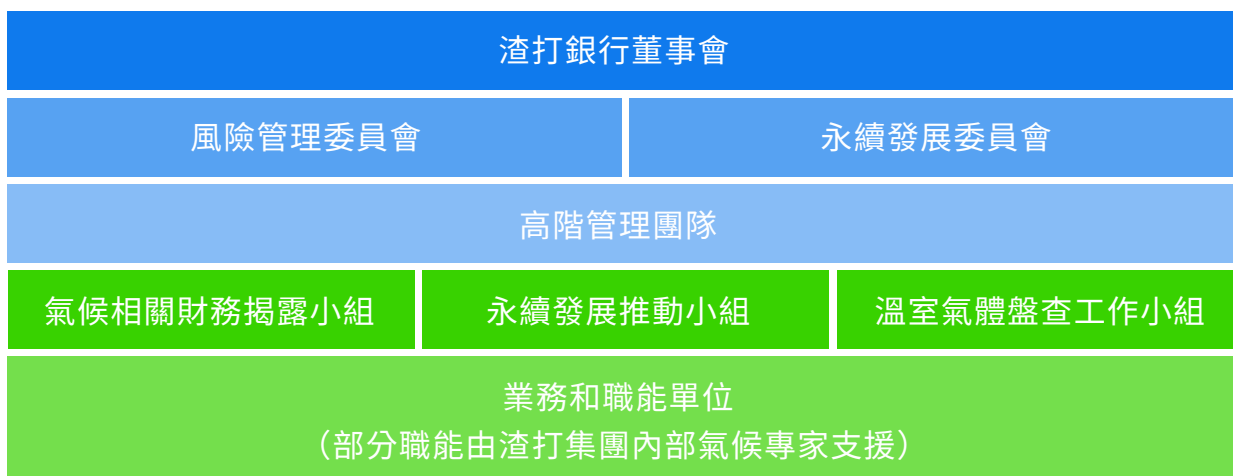 渣打銀行董事會
風險管理委員會
永續發展委員會
高階管理團隊
氣候相關財務揭露小組
永續發展推動小組
溫室氣體盤查工作小組
業務和職能單位
（部分職能由渣打集團內部氣候專家支援）